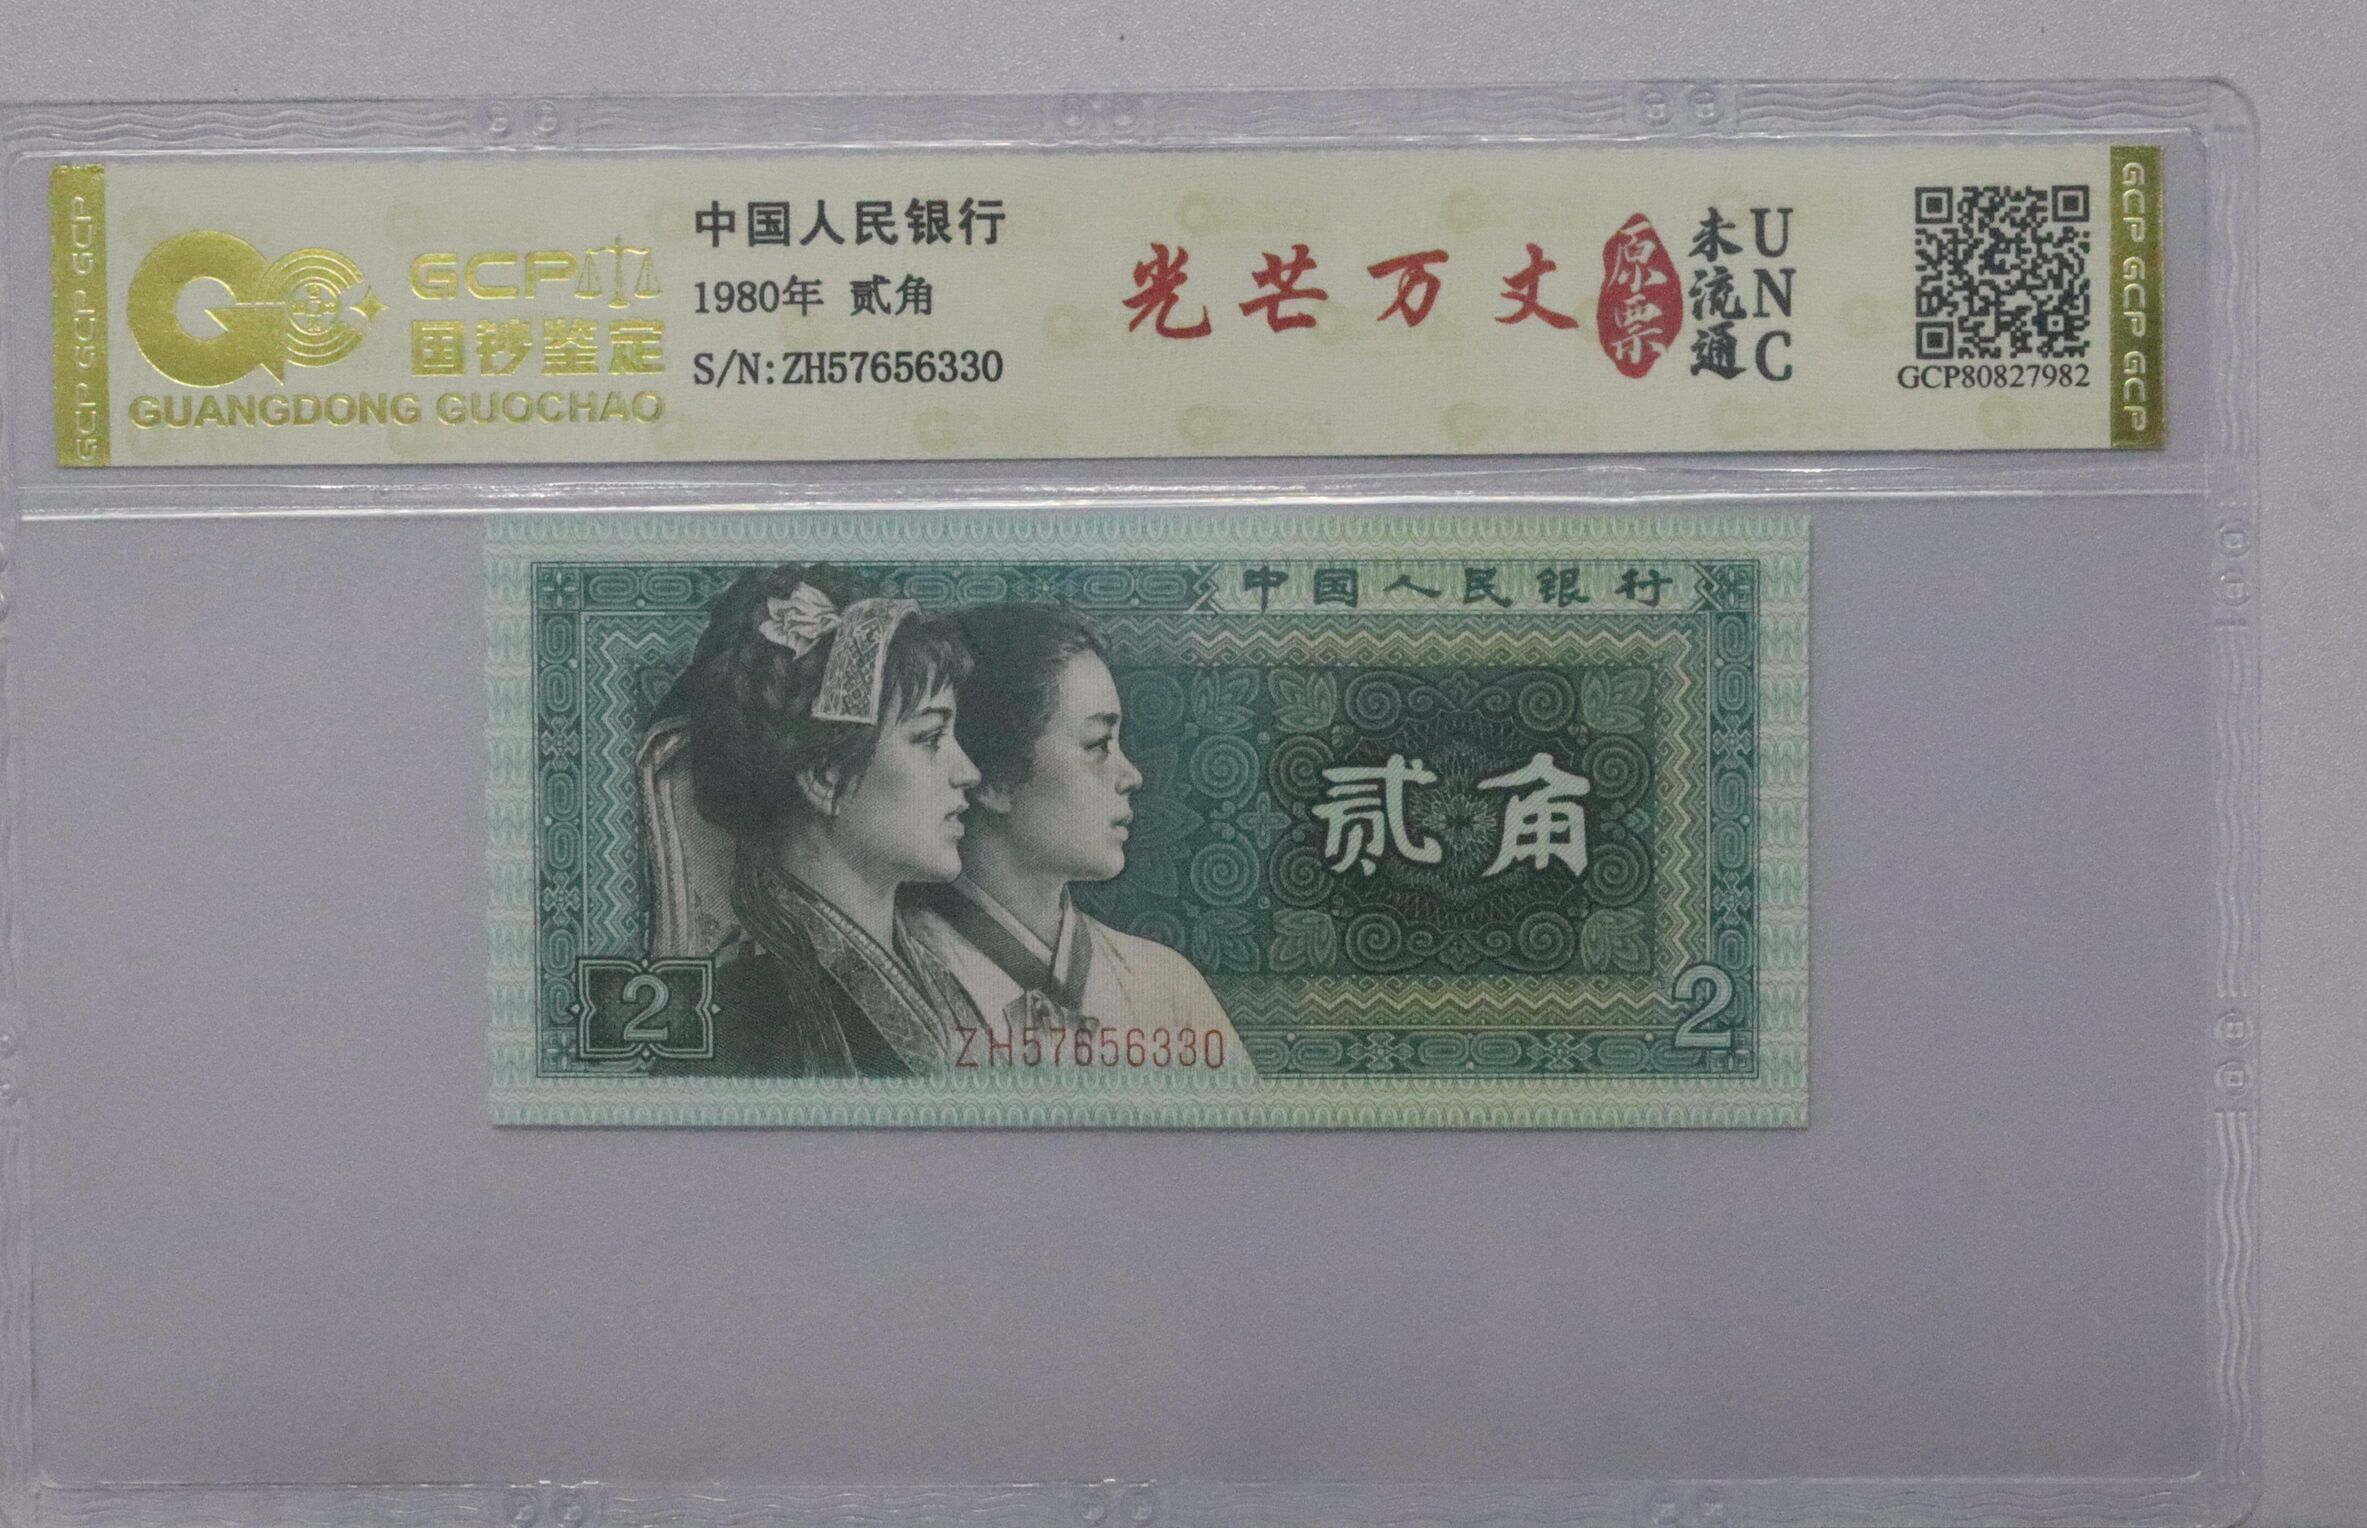 GCP GCP GCP
GCP
国钞鉴定
GUANGDONG GUOCHAO
中国人民银行
1980年 贰角
S/N:ZH57656330
光芒万丈
原票
未流通
UNC
GCP80827982
GCP GCP GCP
中国人民银行
贰角
2
2
ZH57656330